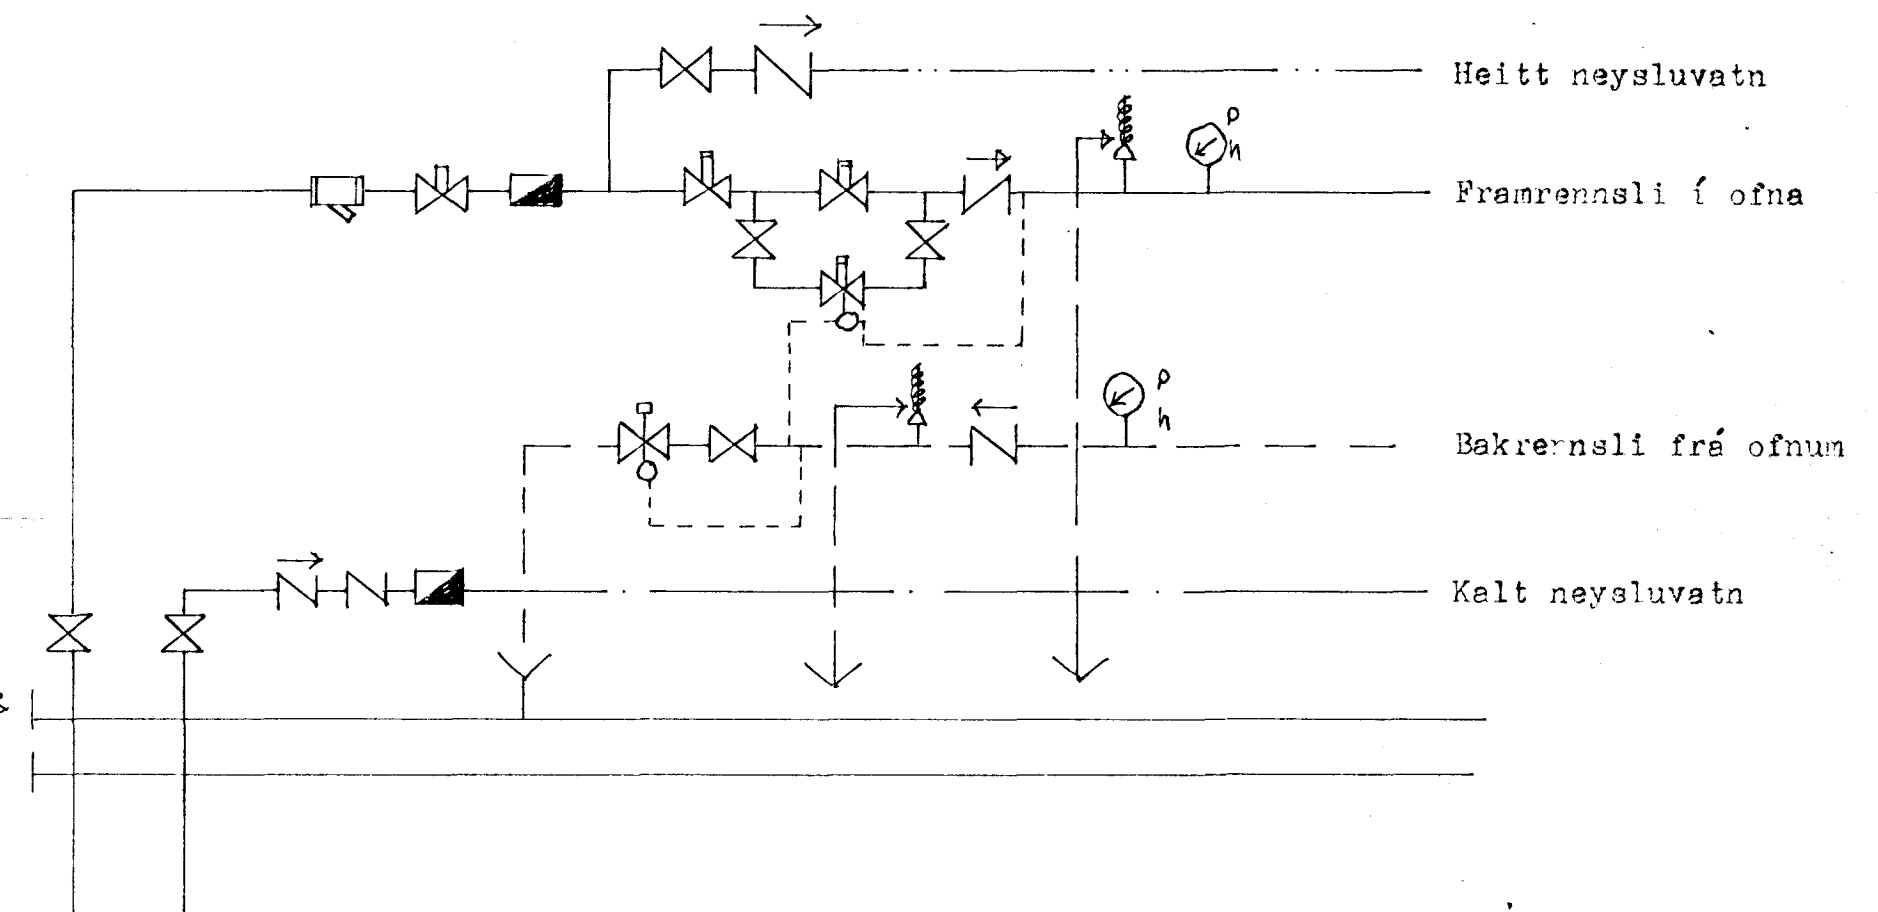 Heitt neysluvatn
p
h
Framrennsli í ofna
p
h
Bakrennsli frá ofnum
Kalt neysluvatn